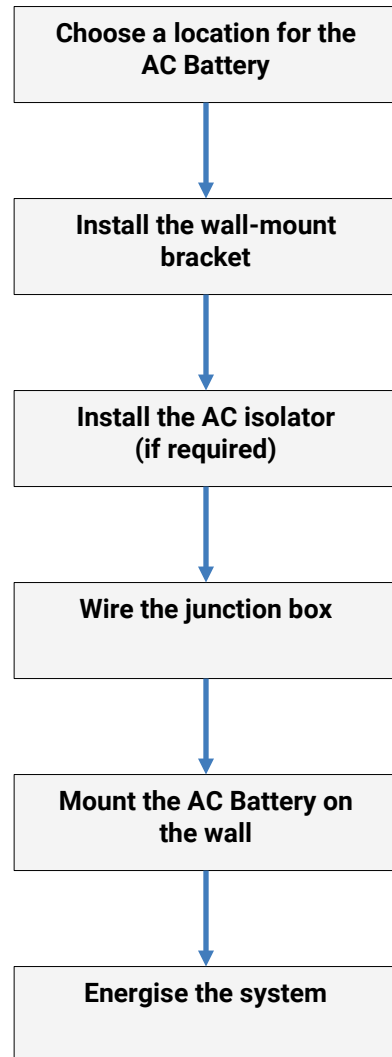 Choose a location for the
AC Battery
Install the wall-mount
bracket
Install the AC isolator
(if required)
Wire the junction box
Mount the AC Battery on
the wall
Energise the system